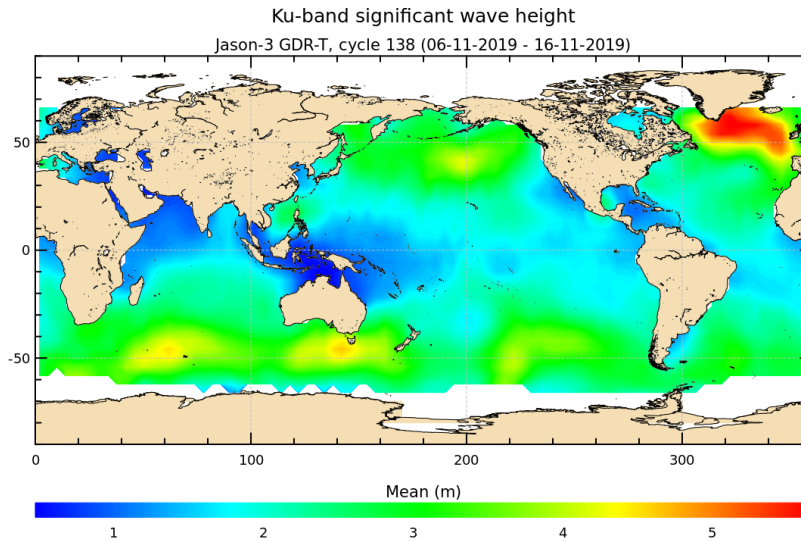 Ku-band significant wave height
Jason-3 GDR-T, cycle 138 (06-11-2019 - 16-11-2019)
50
0
-50
0 100 200 300
Mean (m)
1 2 3 4 5